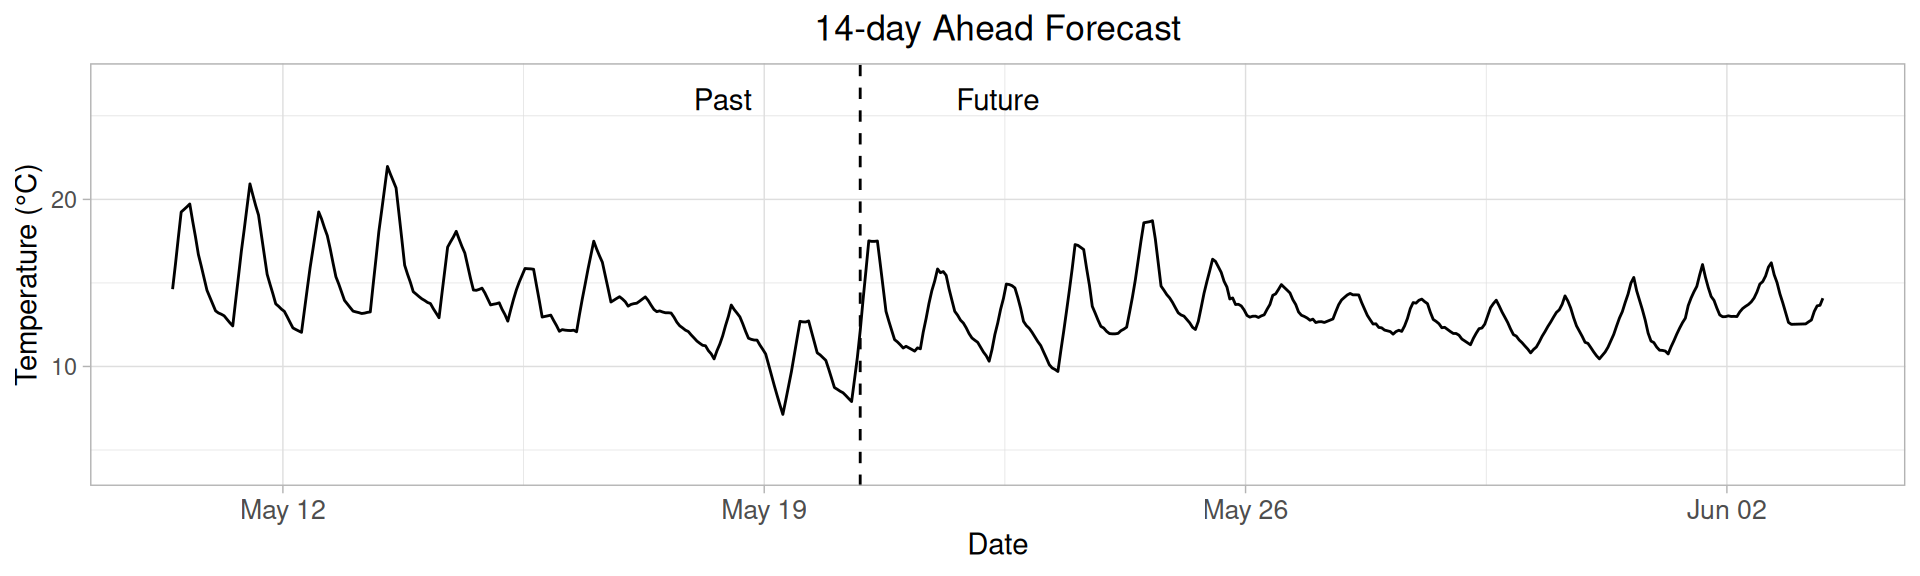 14-day Ahead Forecast
Past
Future
Temperature (°C)
20
10
May 12
May 19
May 26
Jun 02
Date